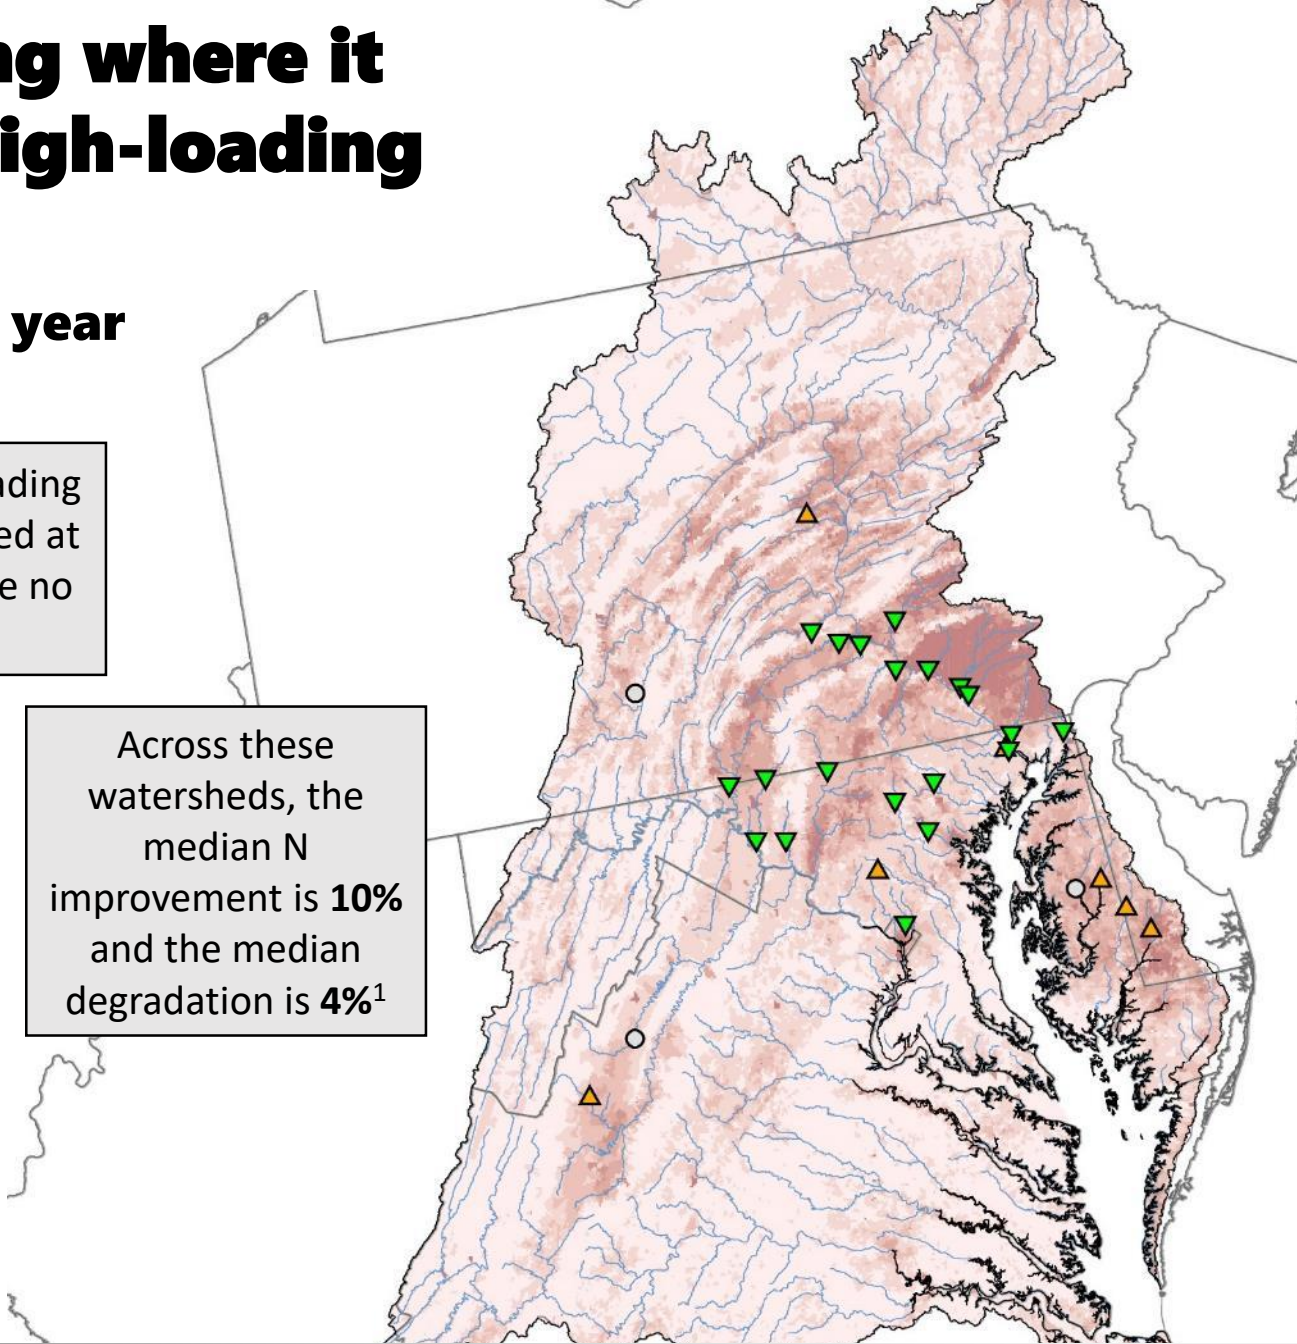 ng where it
igh-loading
year
ading
ed at
e no
Across these
watersheds, the
median N
improvement is 10%
and the median
degradation is 4%1